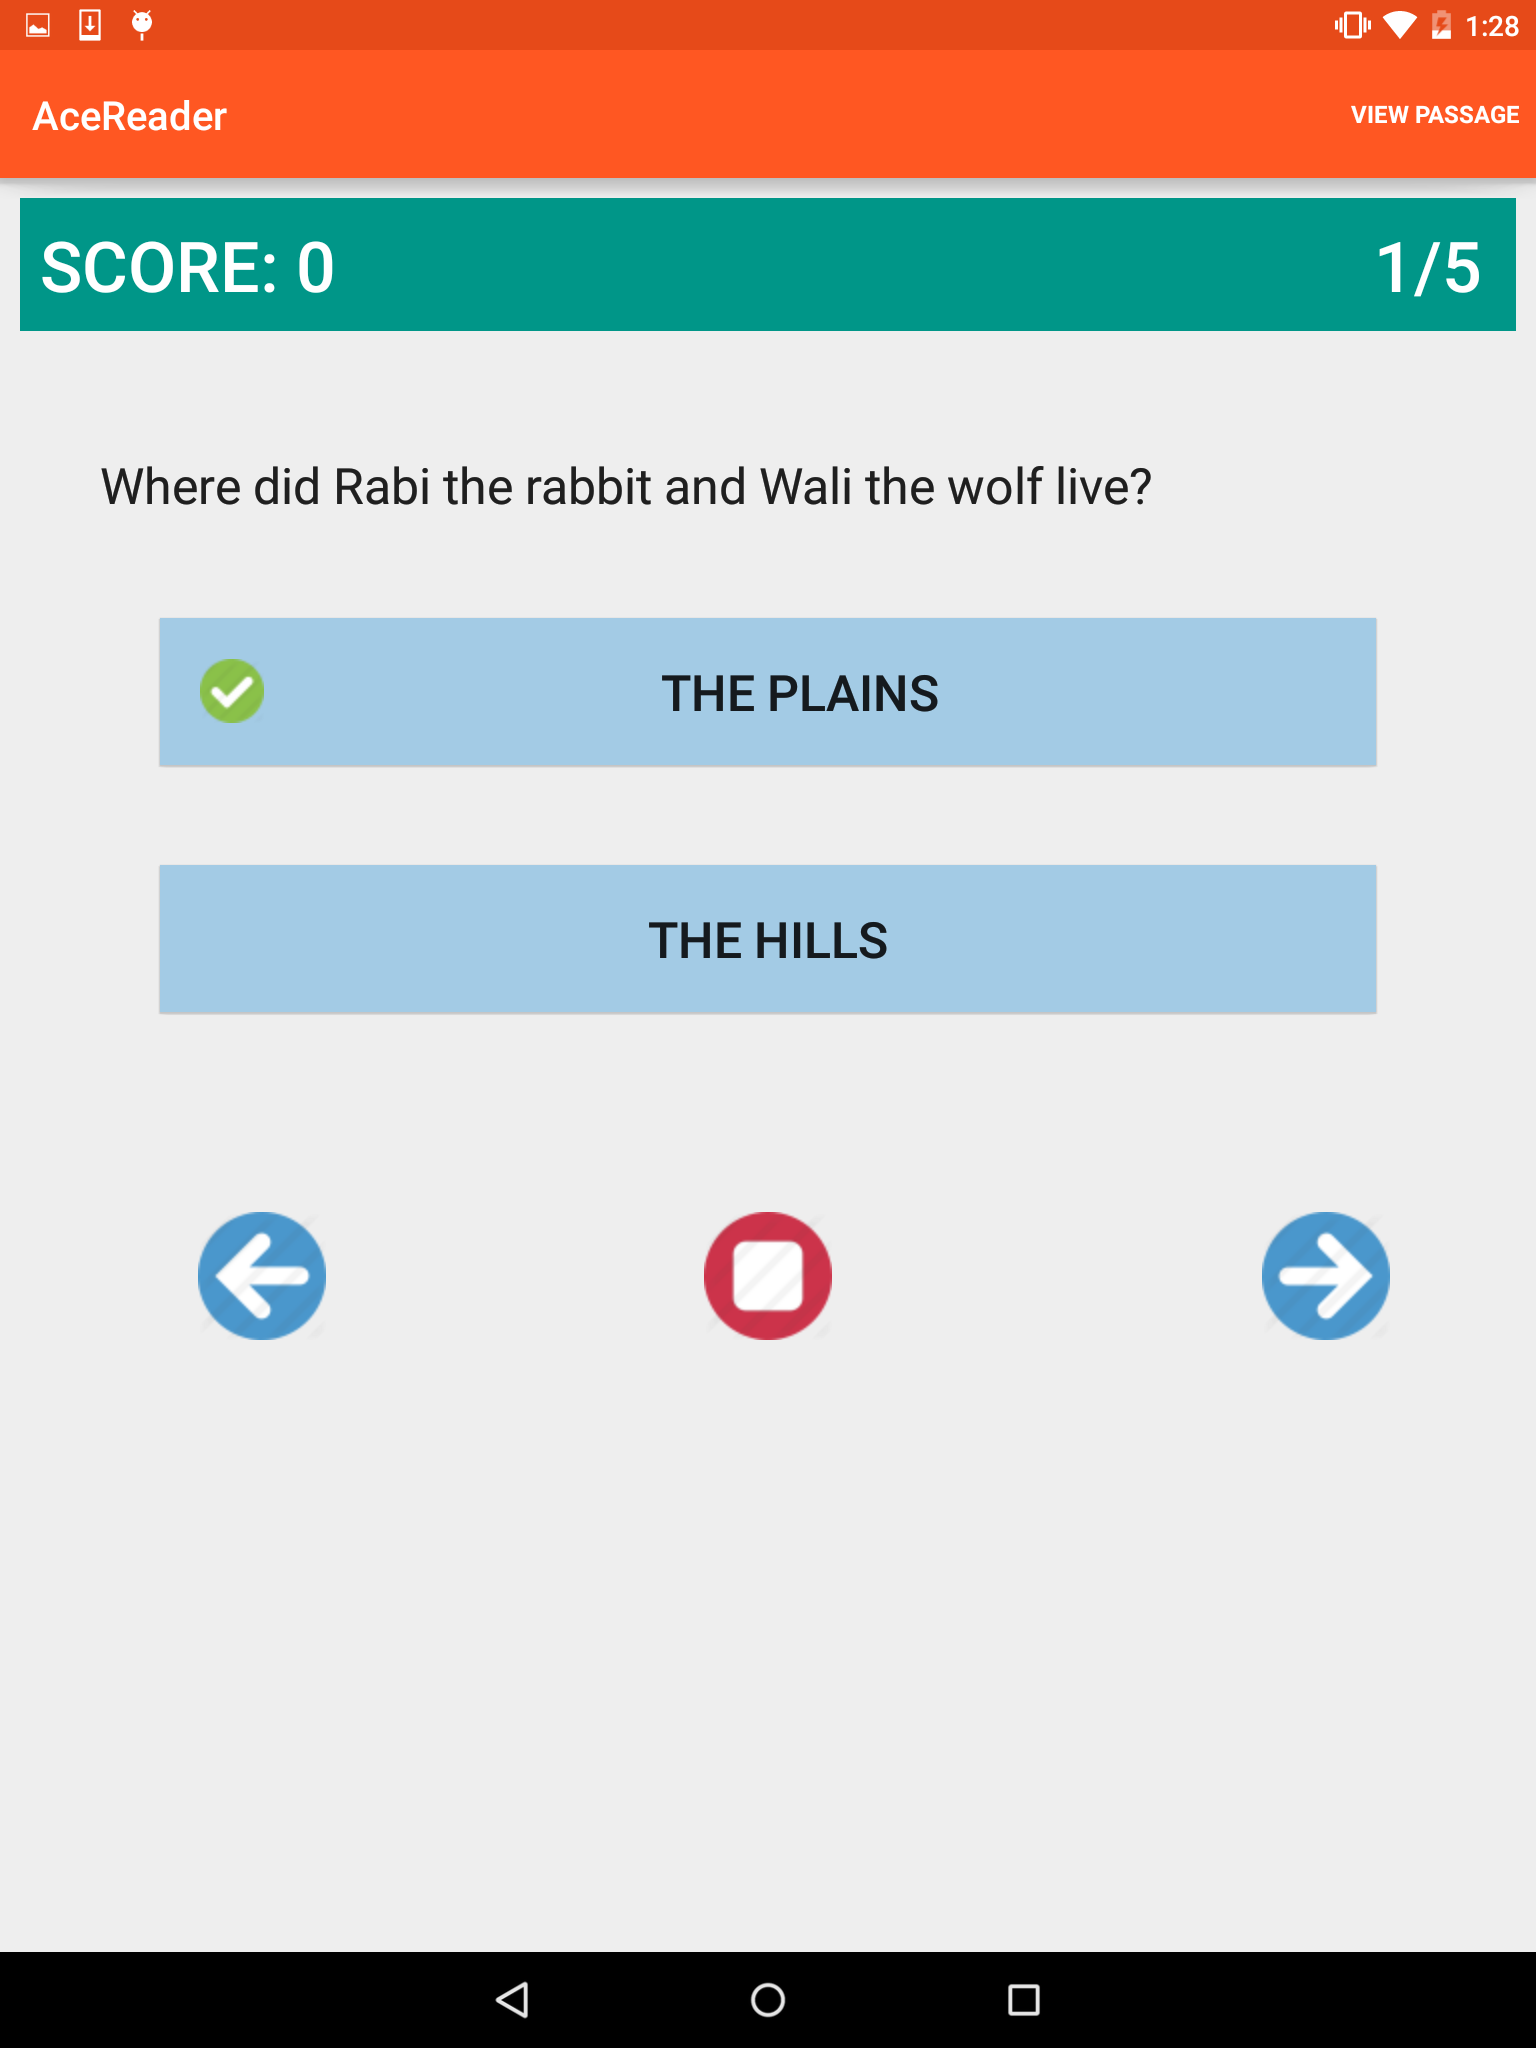 1:28
AceReader
VIEW PASSAGE
SCORE: 0
1/5
Where did Rabi the rabbit and Wali the wolf live?
THE PLAINS
THE HILLS